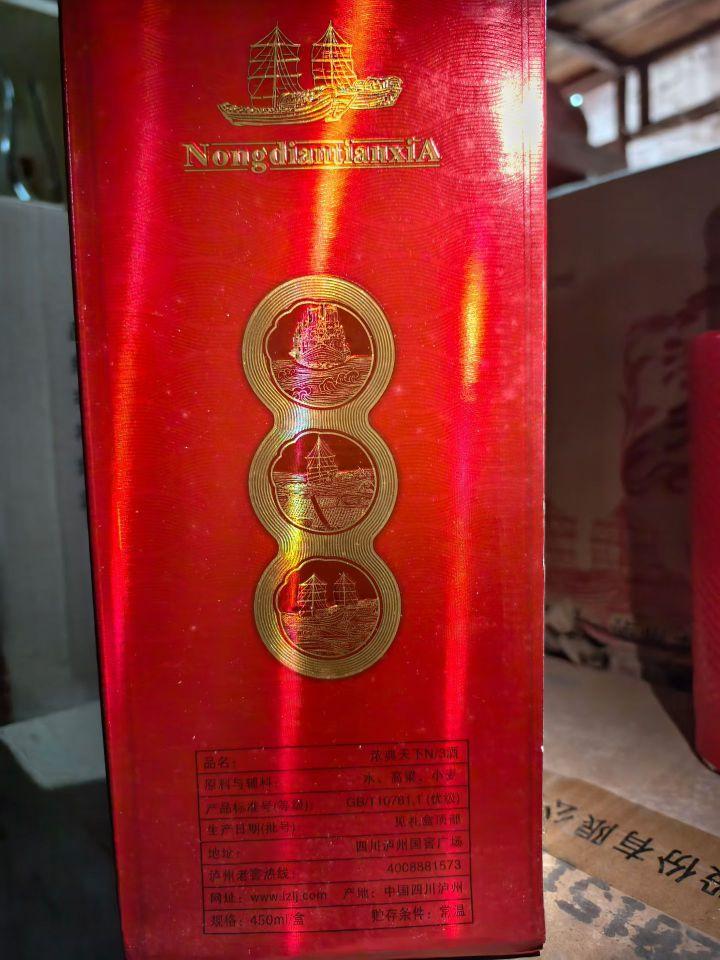 NongdiantianxiA
品名： 浓典天下N/3酒
原料与辅料： 水、高粱、小麦
产品标准号(等级)： GB/T10781.1(优级)
生产日期(批号)： 见礼盒顶部
地址： 四川泸州国窖广场
泸州老窖热线： 4008881573
网址：www.lzlj.com 产地：中国四川泸州
规格：450ml/盒 贮存条件：常温
份有限公